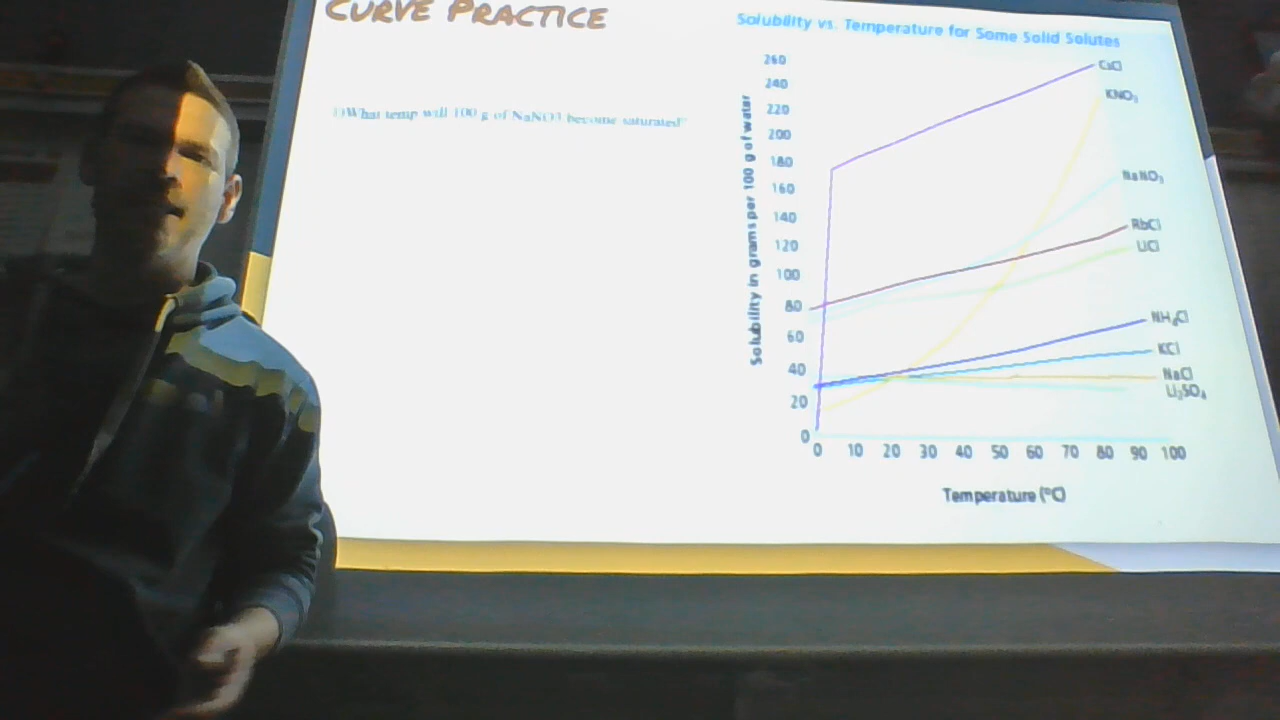 CURVE PRACTICE
1)What temp will 100 g of NaNO3 become saturated?
Solubility vs. Temperature for Some Solid Solutes
Solubility in grams per 100 g of water
260
240
220
200
180
160
140
120
100
80
60
40
20
0
CsCl
KNO₃
NaNO₃
RbCl
LiCl
NH₄Cl
KCl
NaCl
Li₂SO₄
0 10 20 30 40 50 60 70 80 90 100
Temperature (°C)